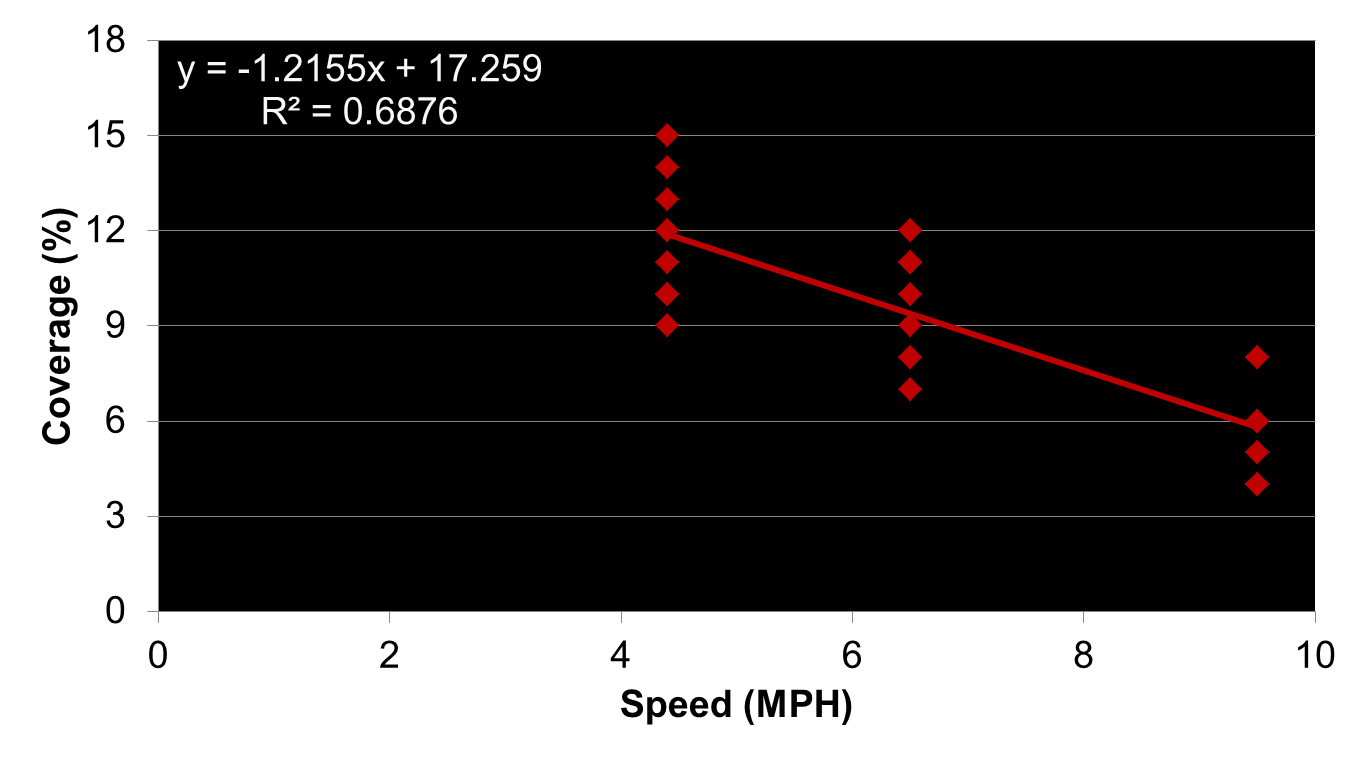 y = -1.2155x + 17.259
R² = 0.6876
18
15
12
9
6
3
0
Coverage (%)
0 2 4 6 8 10
Speed (MPH)